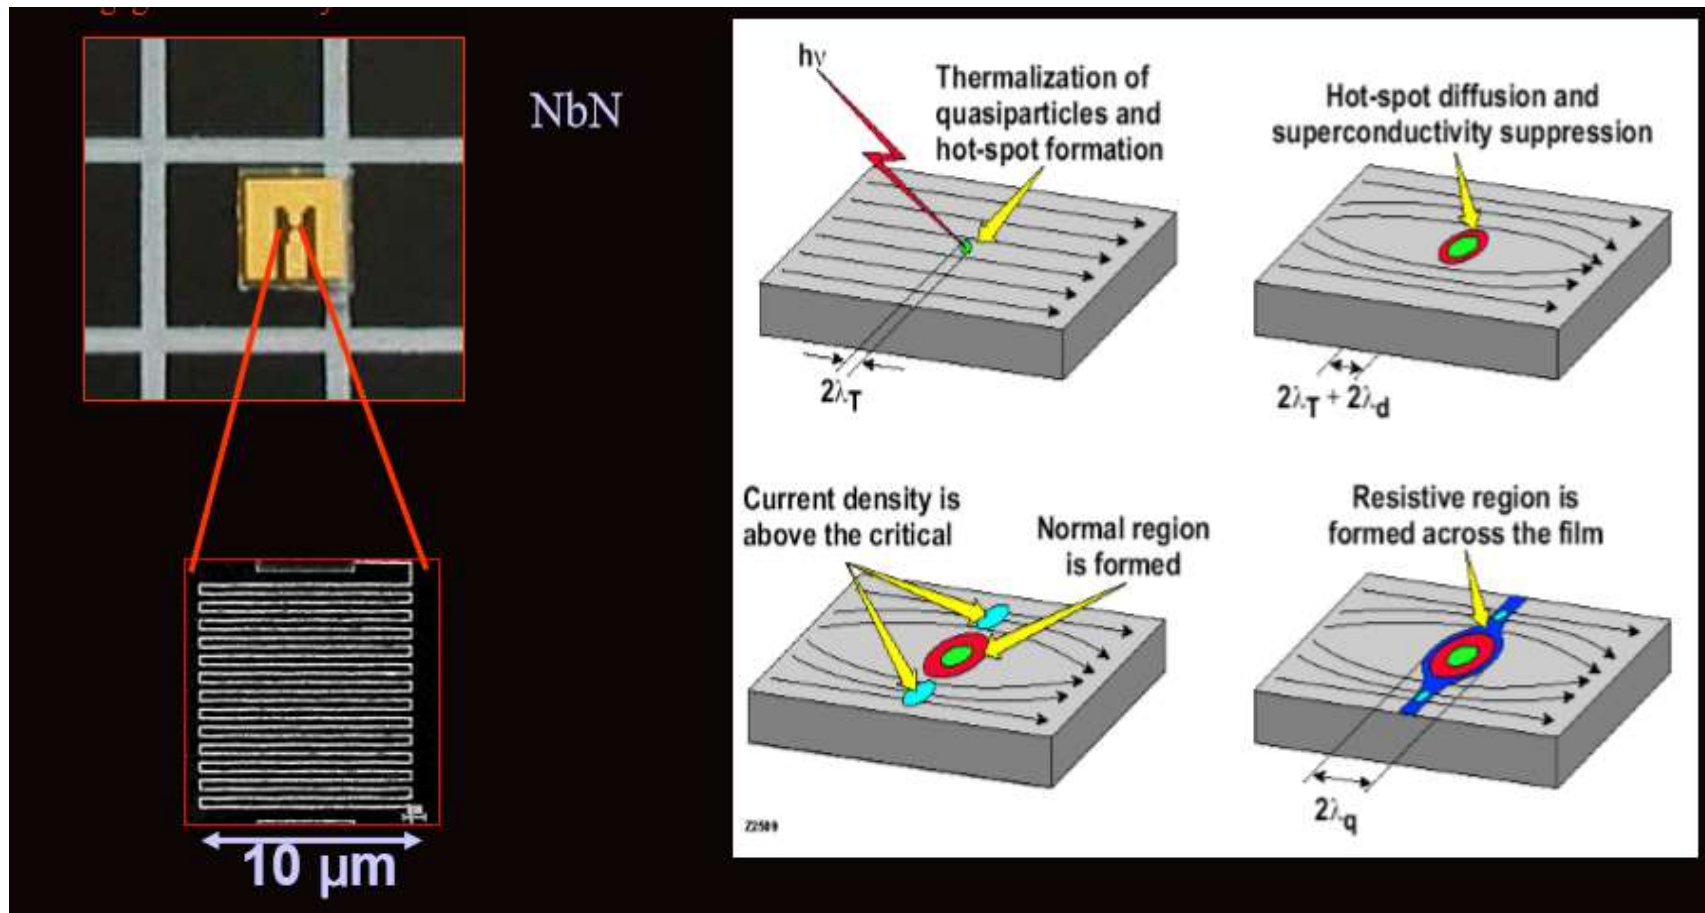 NbN
10 µm
hν
Thermalization of
quasiparticles and
hot-spot formation
2λT
Hot-spot diffusion and
superconductivity suppression
2λT + 2λd
Current density is
above the critical
Normal region
is formed
Resistive region is
formed across the film
2λq
Z2509